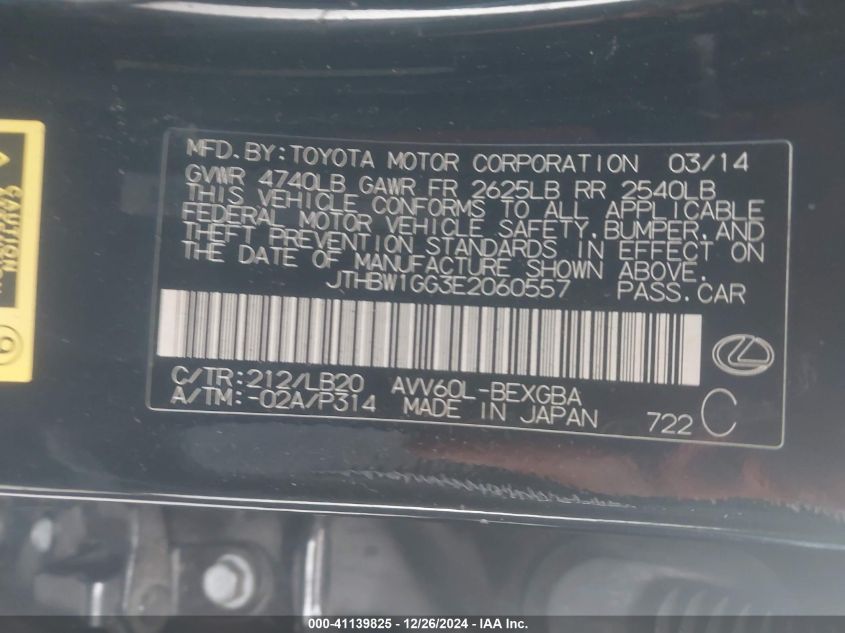 MFD.BY:TOYOTA MOTOR CORPORATION 03/14
GVWR 4740LB GAWR FR 2625LB RR 2540LB
THIS VEHICLE CONFORMS TO ALL APPLICABLE
FEDERAL MOTOR VEHICLE SAFETY,BUMPER,AND
THEFT PREVENTION STANDARDS IN EFFECT ON
THE DATE OF MANUFACTURE SHOWN ABOVE.
JTHBW1GG3E2060557 PASS.CAR
C/TR:212/LB20 AVV60L-BEXGBA
A/TM:-02A/P314 MADE IN JAPAN 722 C
CAUTION
000-41139825 - 12/26/2024 - IAA Inc.